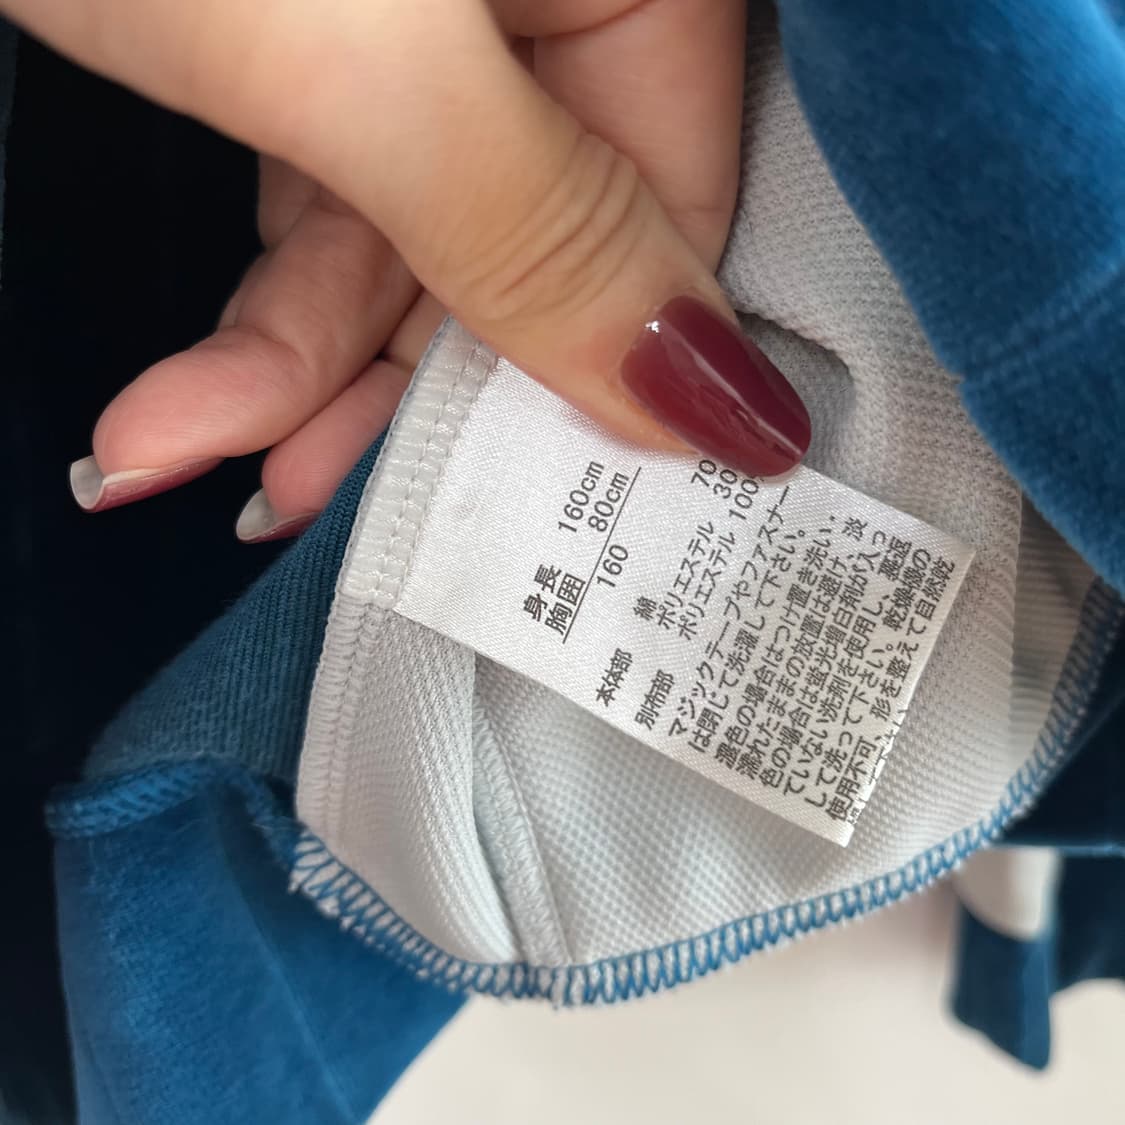 身長 160cm
胸囲 80cm
160
本体部 綿 70
ポリエステル 30
別布部 ポリエステル 100
マジックテープやファスナー
は閉じて洗濯して下さい。
濃色の場合はつけ置き洗い、
濡れたままの放置は避け、淡
色の場合は蛍光増白剤が入っ
ていない洗剤を使用し、裏返
して洗って下さい。乾燥機の
使用不可。形を整えて自然乾